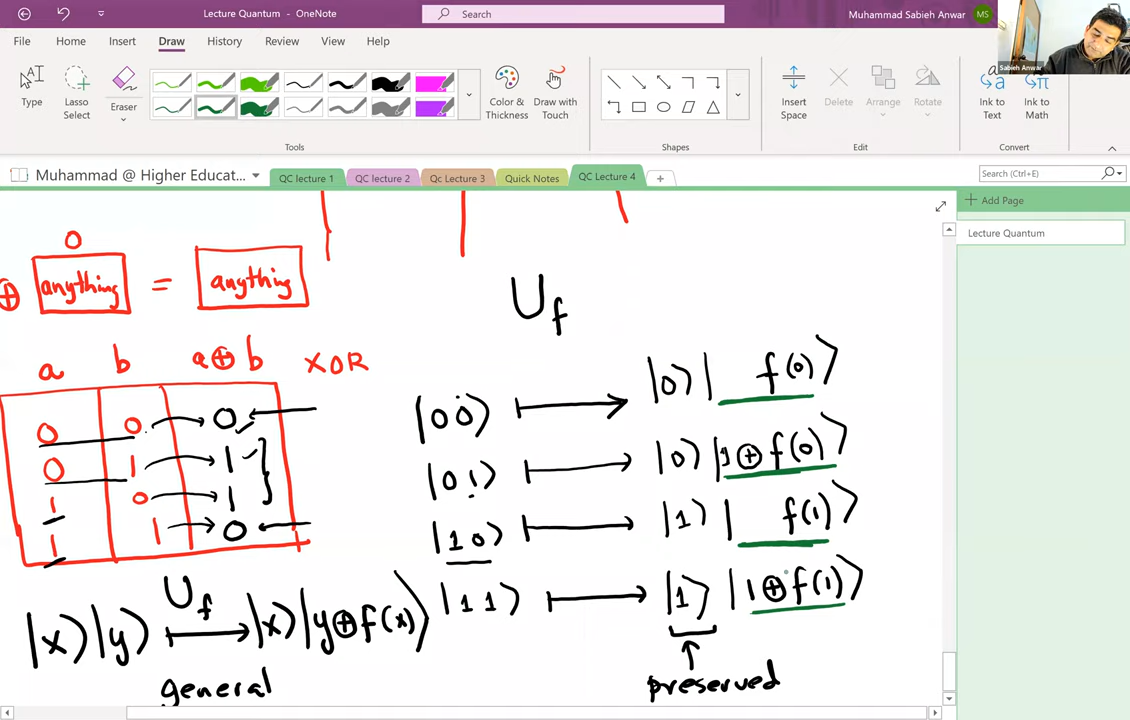 Lecture Quantum - OneNote
Search
Muhammad Sabieh Anwar
MS
Sabieh Anwar
File Home Insert Draw History Review View Help
Type
Lasso Select
Eraser
Color & Thickness
Draw with Touch
Insert Space
Delete
Arrange
Rotate
Ink to Text
Ink to Math
Tools
Shapes
Edit
Convert
Muhammad @ Higher Educat...
QC lecture 1
QC lecture 2
Qc Lecture 3
Quick Notes
QC Lecture 4
+
Search (Ctrl+E)
+ Add Page
Lecture Quantum
0
⊕ anything = anything
U_f
a b a⊕b XOR
0 0 → 0
0 1 → 1
1 0 → 1
1 1 → 0
|00⟩ ⟼ |0⟩| f(0)⟩
|01⟩ ⟼ |0⟩|1⊕f(0)⟩
|10⟩ ⟼ |1⟩| f(1)⟩
|11⟩ ⟼ |1⟩|1⊕f(1)⟩
U_f
|x⟩|y⟩ ⟼ |x⟩|y⊕f(x)⟩
general
preserved